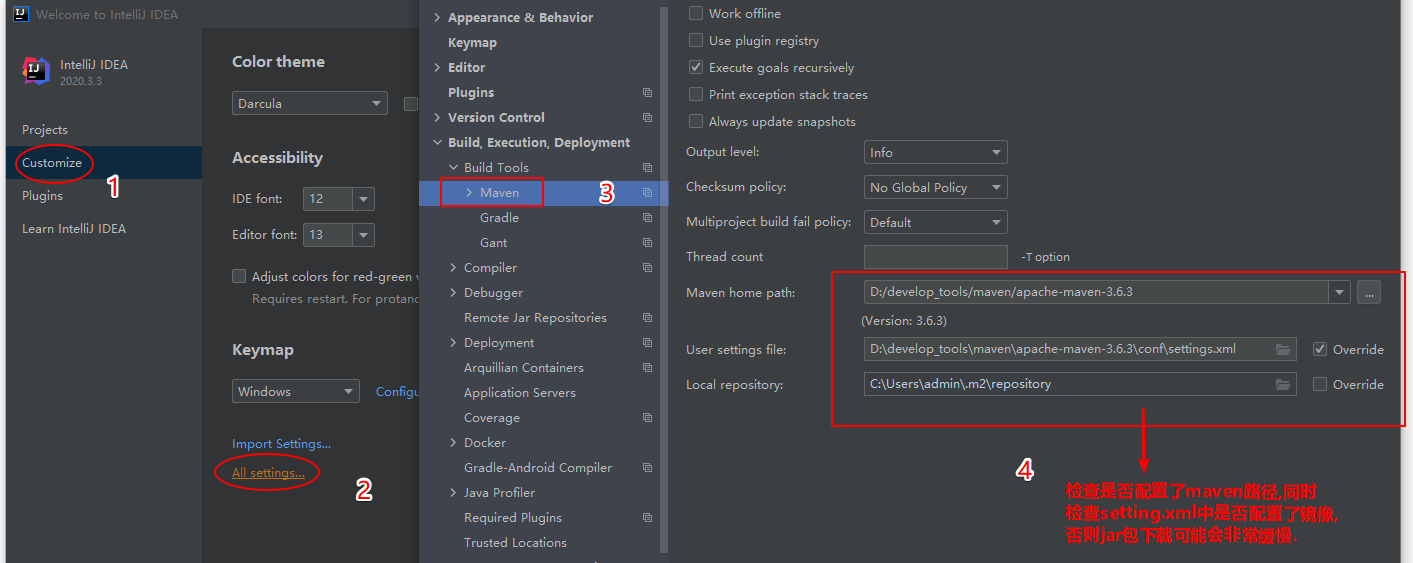 Welcome to IntelliJ IDEA
IntelliJ IDEA
2020.3.3
Projects
Customize
1
Plugins
Learn IntelliJ IDEA
Color theme
Darcula
Accessibility
IDE font:
12
Editor font:
13
Adjust colors for red-green v
Requires restart. For protand
Keymap
Windows
Configu
Import Settings...
All settings...
2
Appearance & Behavior
Keymap
Editor
Plugins
Version Control
Build, Execution, Deployment
Build Tools
Maven
3
Gradle
Gant
Compiler
Debugger
Remote Jar Repositories
Deployment
Arquillian Containers
Application Servers
Coverage
Docker
Gradle-Android Compiler
Java Profiler
Required Plugins
Trusted Locations
Work offline
Use plugin registry
Execute goals recursively
Print exception stack traces
Always update snapshots
Output level:
Info
Checksum policy:
No Global Policy
Multiproject build fail policy:
Default
Thread count
-T option
Maven home path:
D:/develop_tools/maven/apache-maven-3.6.3
...
(Version: 3.6.3)
User settings file:
D:\develop_tools\maven\apache-maven-3.6.3\conf\settings.xml
Override
Local repository:
C:\Users\admin\.m2\repository
Override
4
检查是否配置了maven路径,同时
检查setting.xml中是否配置了镜像,
否则jar包下载可能会非常缓慢.